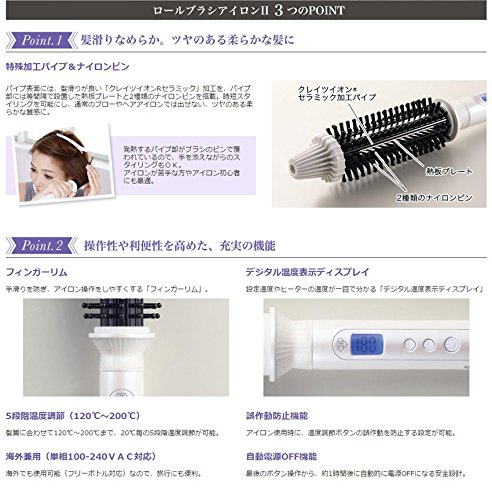 ロールブラシアイロンII 3 つのPOINT
Point.1 髪滑りなめらか。ツヤのある柔らかな髪に
特殊加工パイプ&ナイロンピン
パイプ表面には、髪滑りが良い「クレイツイオンRセラミック」加工を、パイプ
部には等間隔で設置した熱板プレートと2種類のナイロンピンを搭載。時短スタ
イリングを可能にし、通常のブローやヘアアイロンでは出せない、ツヤのある柔
らかな質感に。
発熱するパイプ部がブラシのピンで覆
われているので、手を添えながらのス
タイリングもOK。
アイロンが苦手な方やアイロン初心者
にも最適。
クレイツイオン®
セラミック加工パイプ
熱板プレート
2種類のナイロンピン
Point.2 操作性や利便性を高めた、充実の機能
フィンガーリム
手滑りを防ぎ、アイロン操作をしやすくする「フィンガーリム」。
デジタル温度表示ディスプレイ
設定温度やヒーターの温度が一目で分かる「デジタル温度表示ディスプレイ」
180
5段階温度調節(120℃~200℃)
髪質に合わせて120℃~200℃まで、20℃毎の5段階温度調節が可能。
誤作動防止機能
アイロン使用時に、温度調節ボタンの誤作動を防止する設定が可能。
海外兼用(単相100-240VAC対応)
海外でも使用可能(フリーボルト対応)なので、旅行にも便利。
自動電源OFF機能
最後のボタン操作から、約1時間後に自動的に電源OFFになる安全設計。